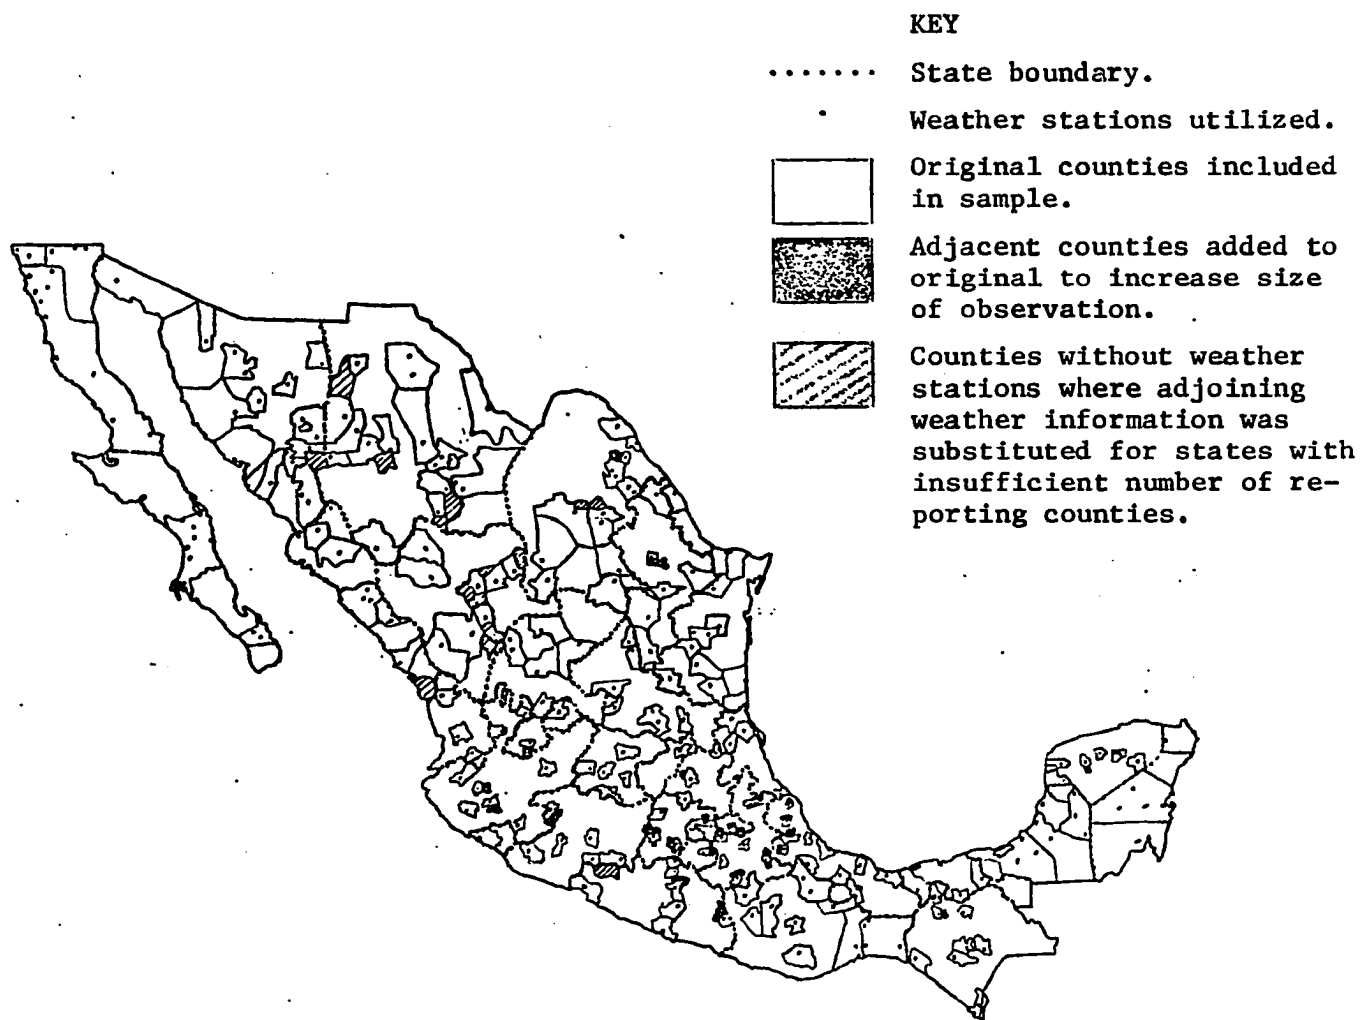 KEY
State boundary.
Weather stations utilized.
Original counties included
in sample.
Adjacent counties added to
original to increase size
of observation.
Counties without weather
stations where adjoining
weather information was
substituted for states with
insufficient number of re-
porting counties.